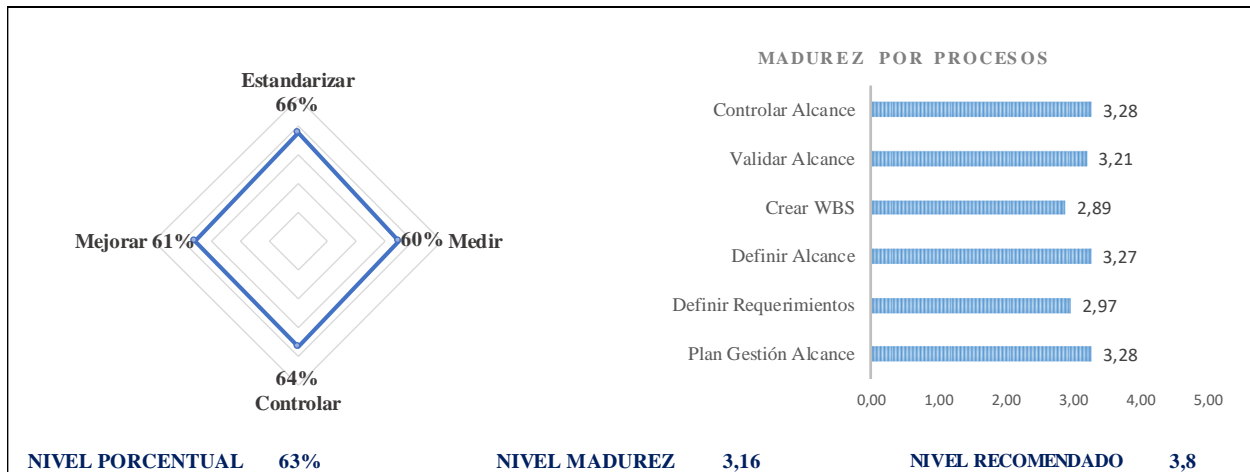 Estandarizar
66%
Mejorar 61%
60% Medir
64%
Controlar
MADUREZ POR PROCESOS
Controlar Alcance 3,28
Validar Alcance 3,21
Crear WBS 2,89
Definir Alcance 3,27
Definir Requerimientos 2,97
Plan Gestión Alcance 3,28
0,00 1,00 2,00 3,00 4,00 5,00
NIVEL PORCENTUAL 63% NIVEL MADUREZ 3,16 NIVEL RECOMENDADO 3,8